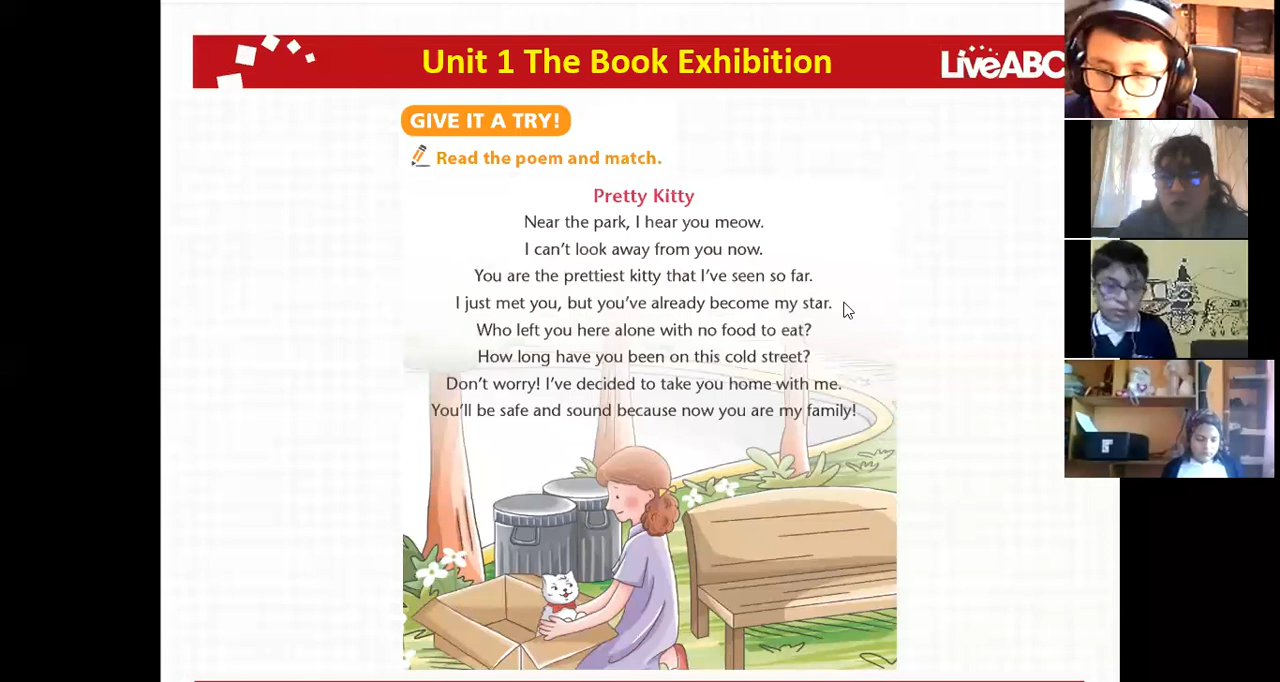 Unit 1 The Book Exhibition
LiveABC
GIVE IT A TRY!
Read the poem and match.
Pretty Kitty
Near the park, I hear you meow.
I can't look away from you now.
You are the prettiest kitty that I've seen so far.
I just met you, but you've already become my star.
Who left you here alone with no food to eat?
How long have you been on this cold street?
Don't worry! I've decided to take you home with me.
You'll be safe and sound because now you are my family!